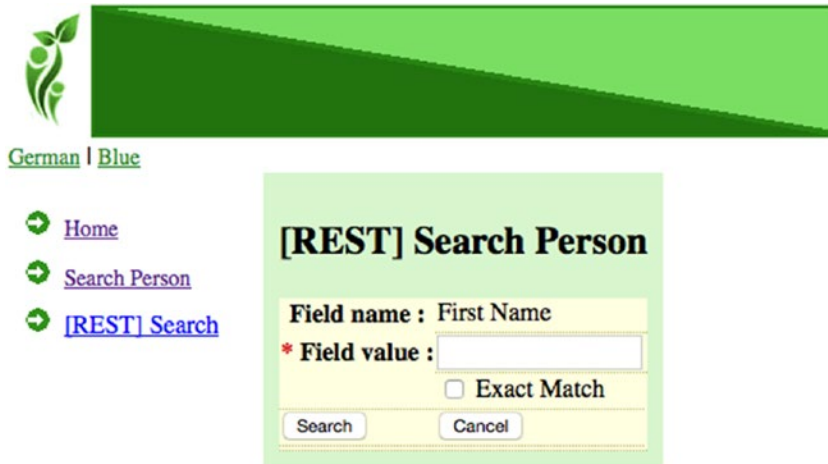 German | Blue
Home
Search Person
[REST] Search
[REST] Search Person
Field name : First Name
* Field value :
Exact Match
Search Cancel